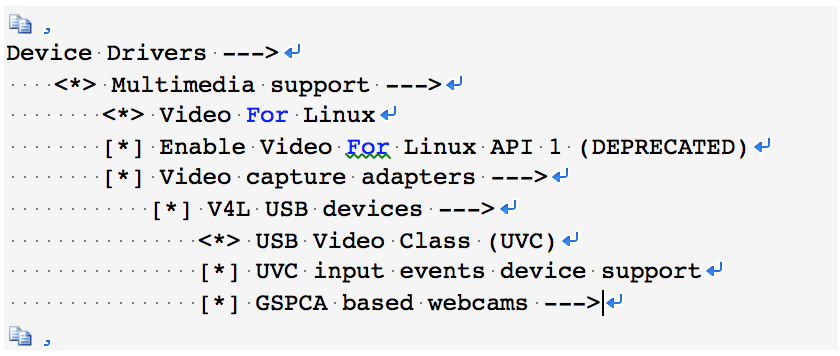 Device Drivers --->
<*> Multimedia support --->
<*> Video For Linux
[*] Enable Video For Linux API 1 (DEPRECATED)
[*] Video capture adapters --->
[*] V4L USB devices --->
<*> USB Video Class (UVC)
[*] UVC input events device support
[*] GSPCA based webcams --->